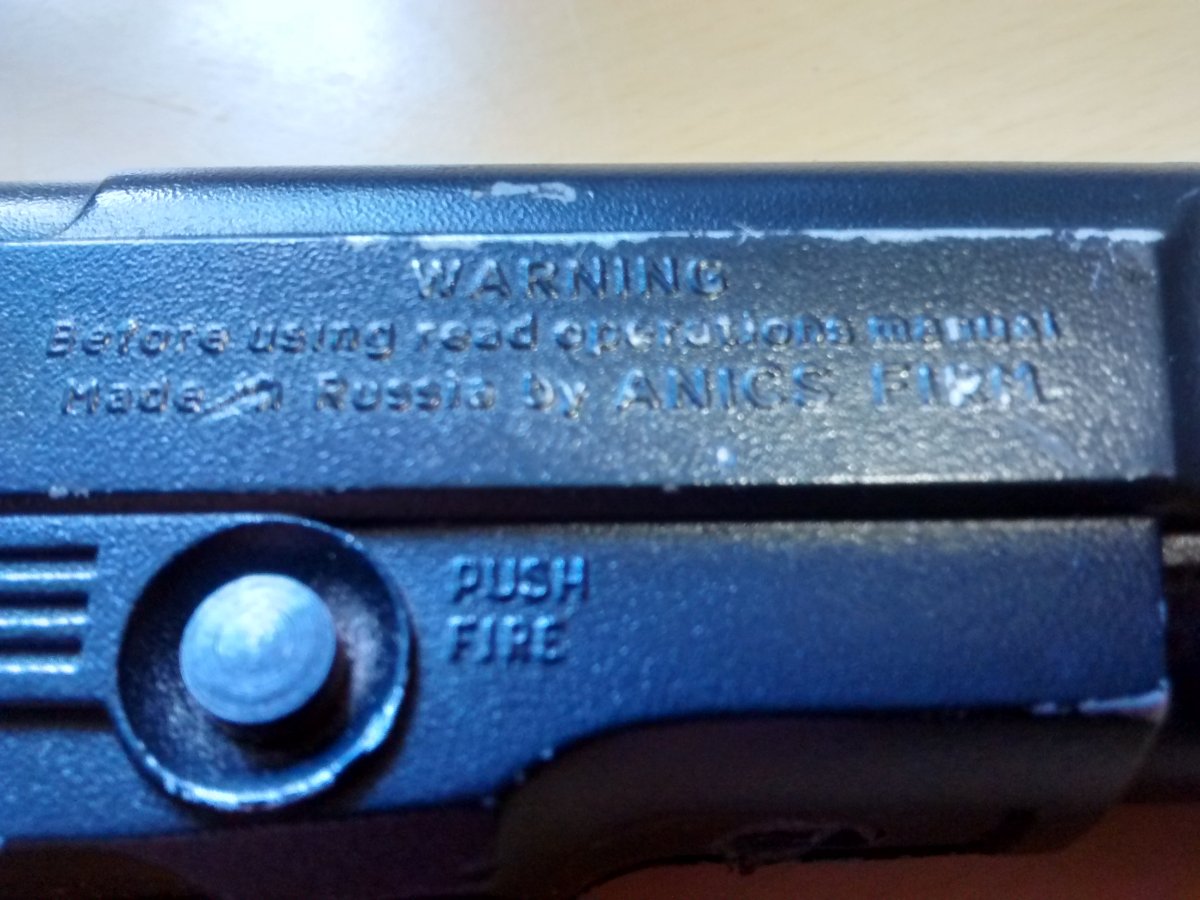 WARNING
Before using read operations manual
Made in Russia by ANICS FIRM
PUSH
FIRE